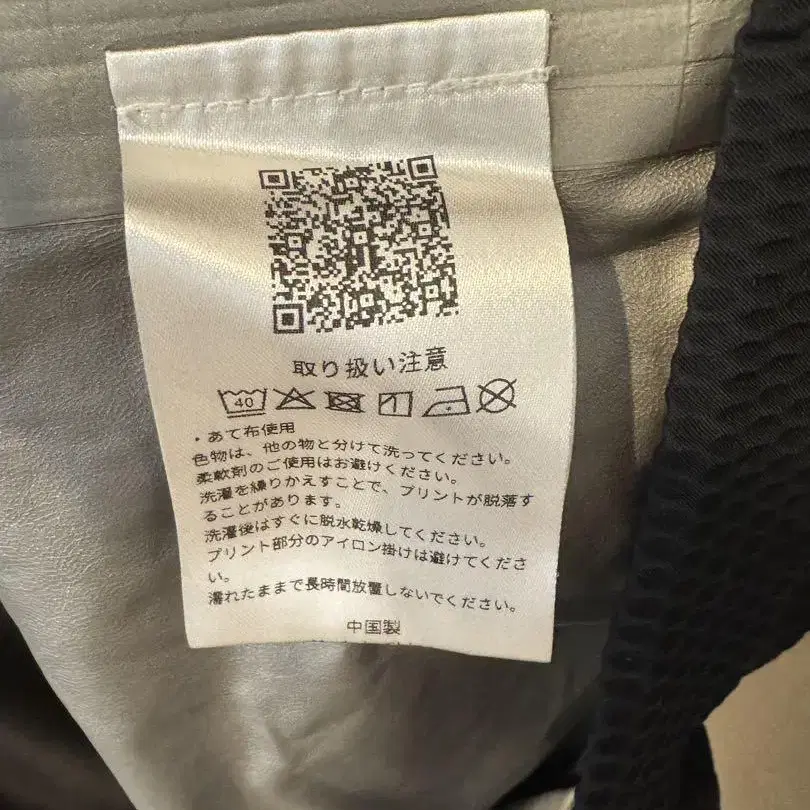 取り扱い注意
40
・あて布使用
色物は、他の物と分けて洗ってください。
柔軟剤のご使用はお避けください。
洗濯を繰りかえすことで、プリントが脱落す
ることがあります。
洗濯後はすぐに脱水乾燥してください。
プリント部分のアイロン掛けは避けてくださ
い。
濡れたままで長時間放置しないでください。
中国製